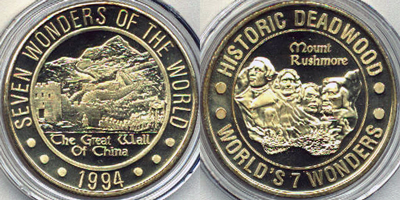 SEVEN WONDERS OF THE WORLD
The Great Wall
Of China
1994
HISTORIC DEADWOOD
Mount
Rushmore
WORLD'S 7 WONDERS